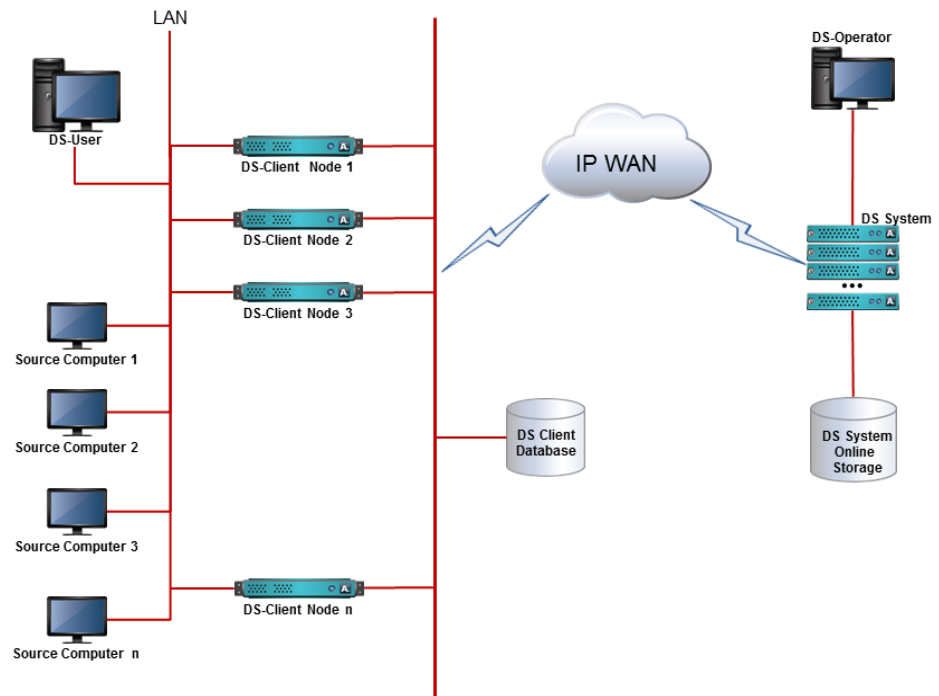 LAN
DS-Operator
DS-User
DS-Client Node 1
IP WAN
DS System
DS-Client Node 2
DS-Client Node 3
Source Computer 1
DS Client
Database
DS System
Online
Storage
Source Computer 2
Source Computer 3
DS-Client Node n
Source Computer n
A
A
A
A
A
A
A
A